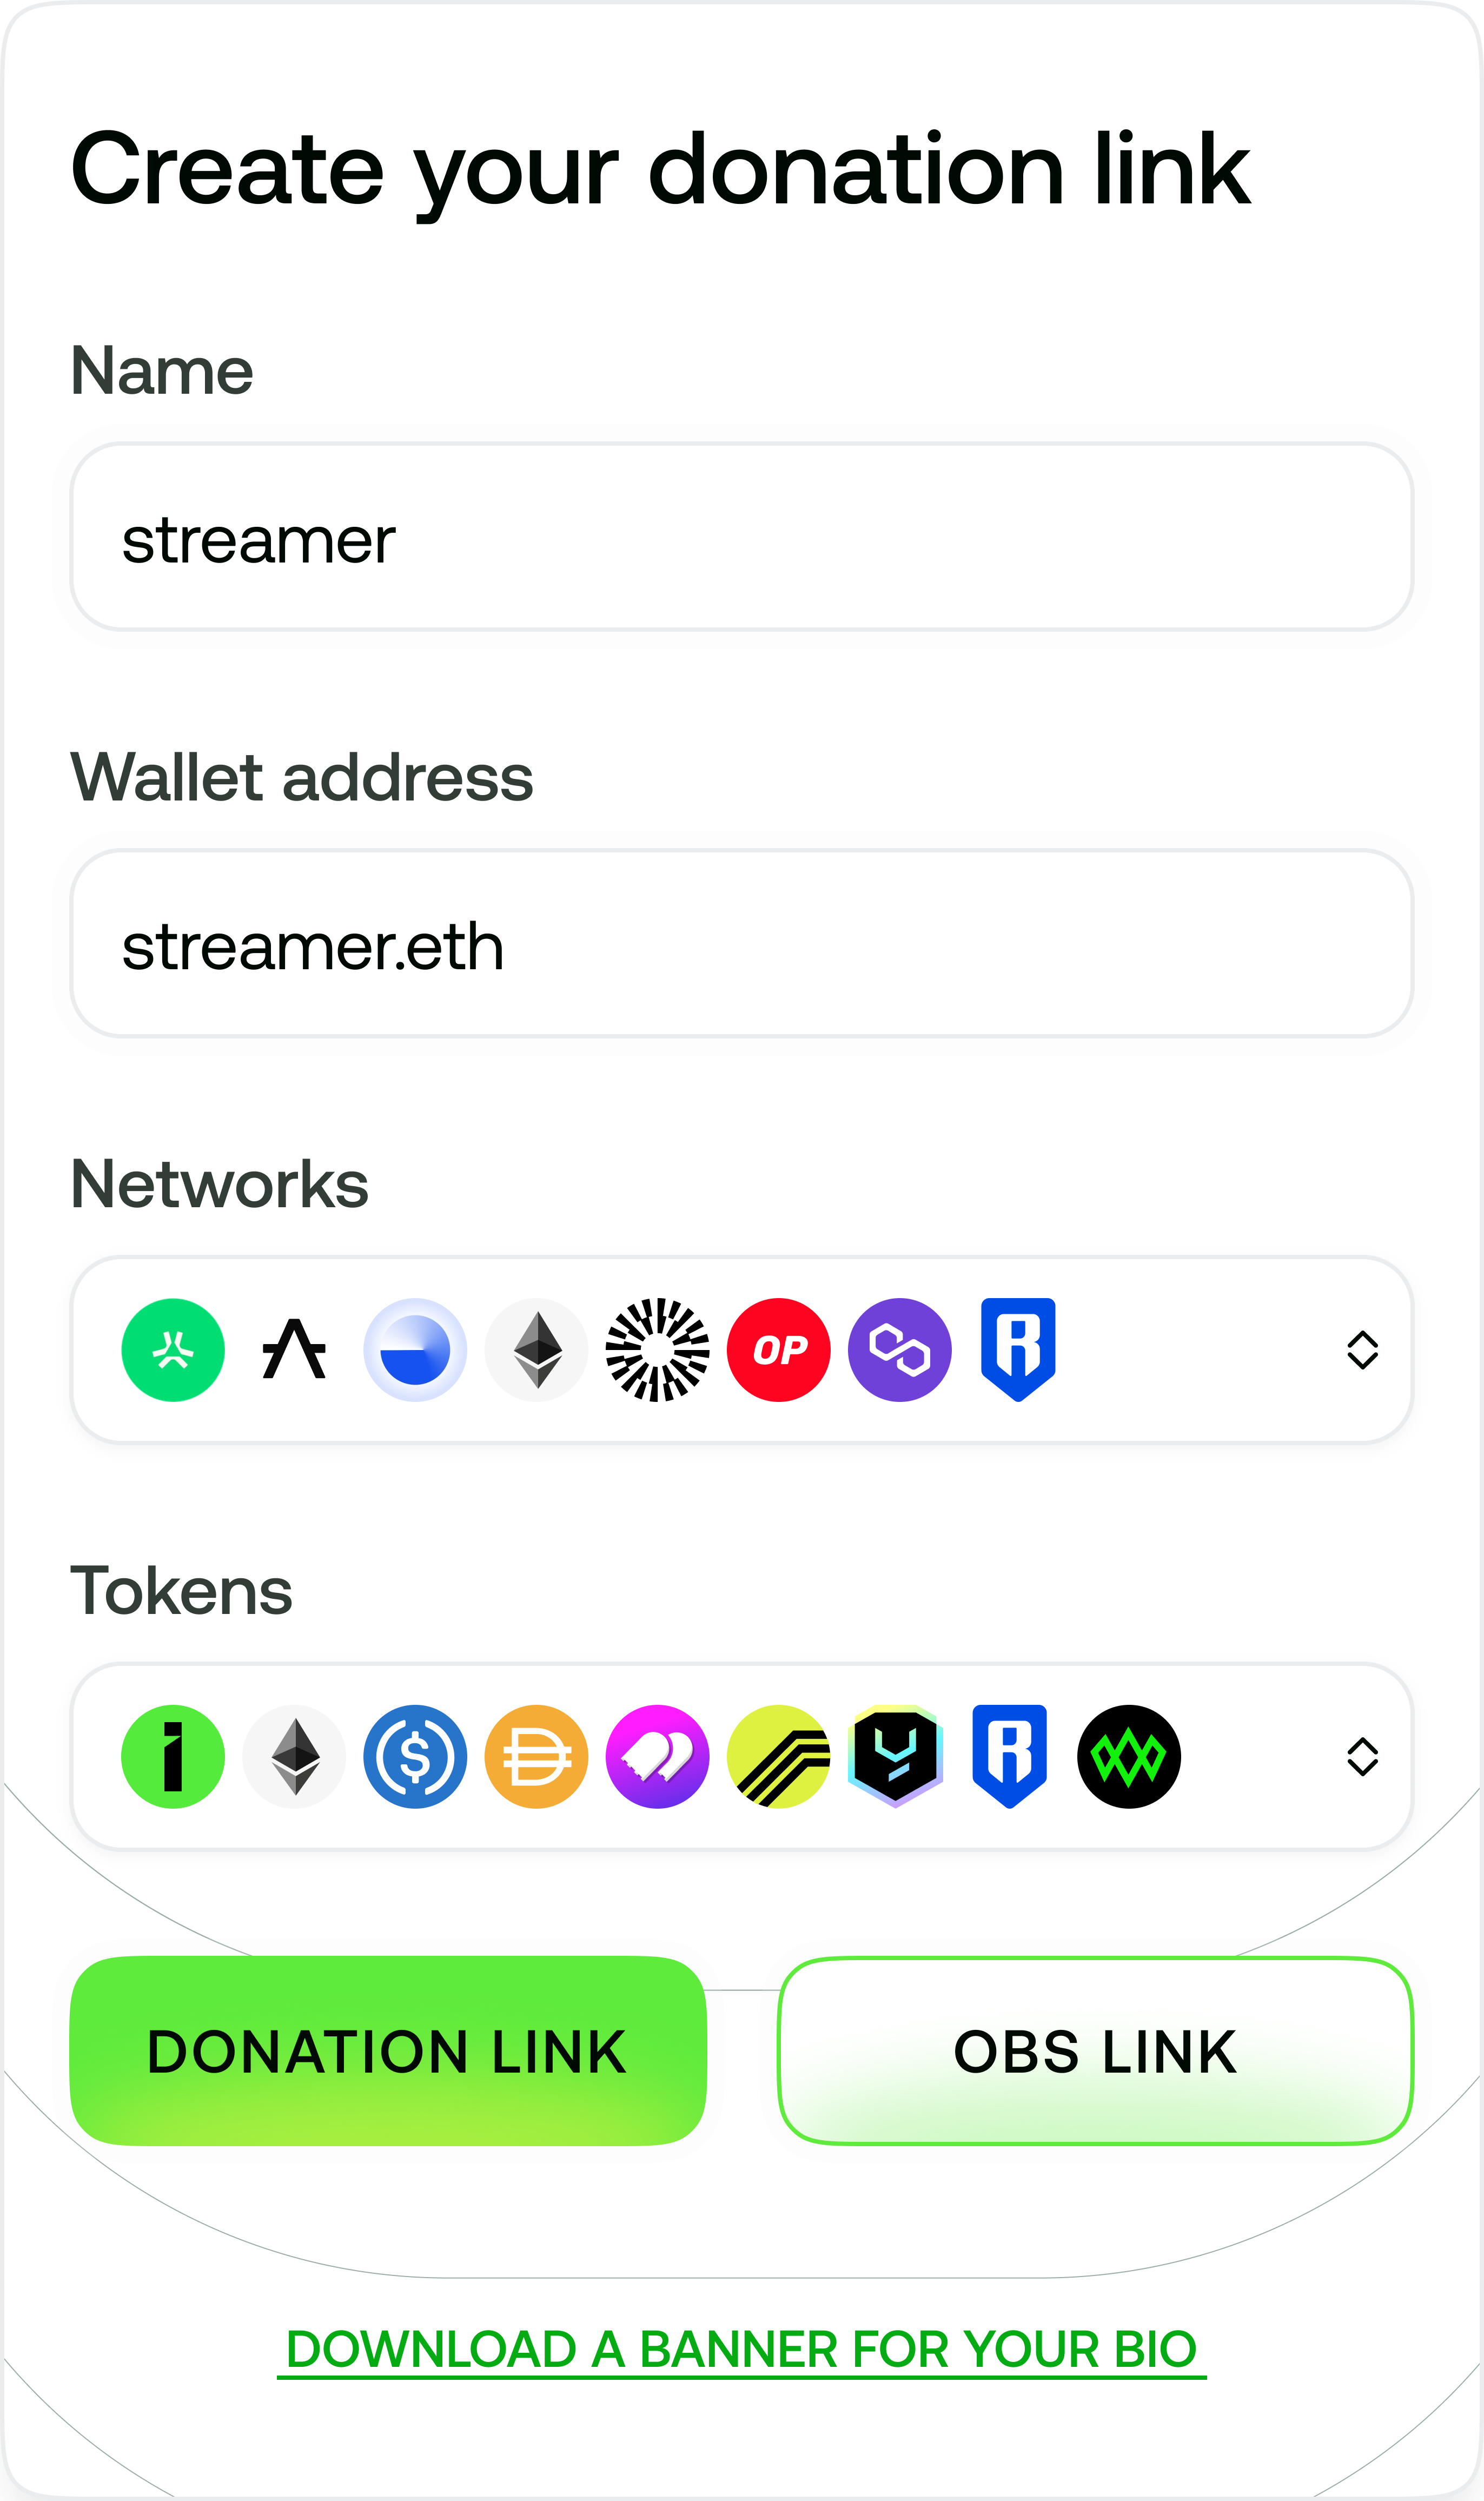 Create your donation link
Name
streamer
Wallet address
streamer.eth
Networks
OP
Tokens
DONATION LINK
OBS LINK
DOWNLOAD A BANNER FOR YOUR BIO